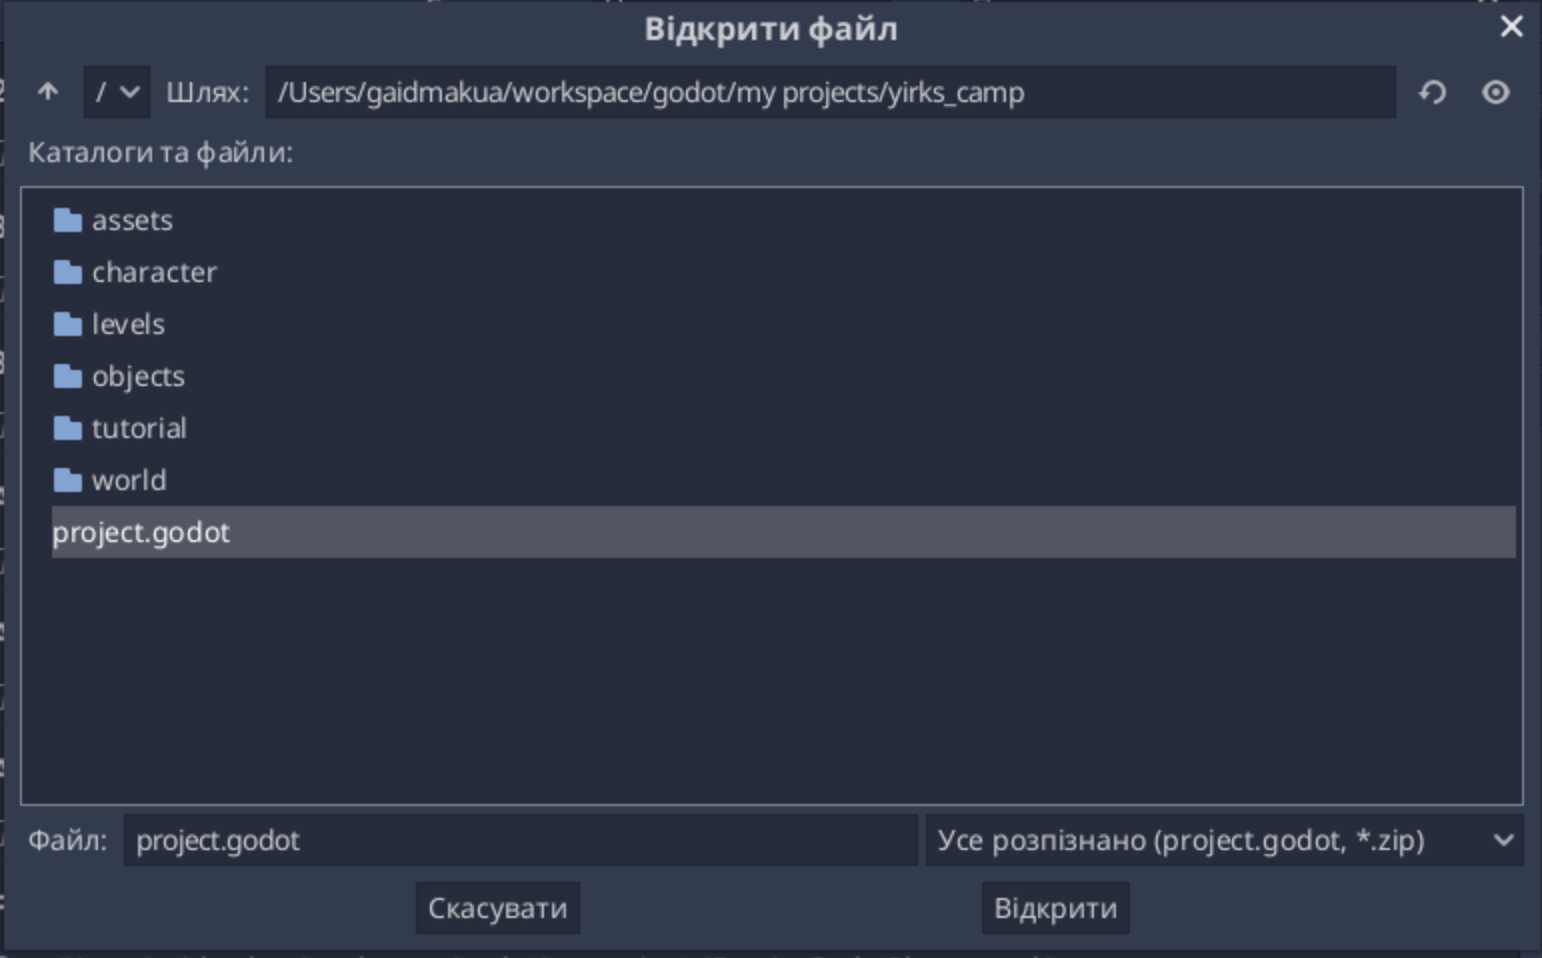 Відкрити файл
/ Шлях: /Users/gaidmakua/workspace/godot/my projects/yirks_camp
Каталоги та файли:
assets
character
levels
objects
tutorial
world
project.godot
Файл: project.godot Усе розпізнано (project.godot, *.zip)
Скасувати Відкрити